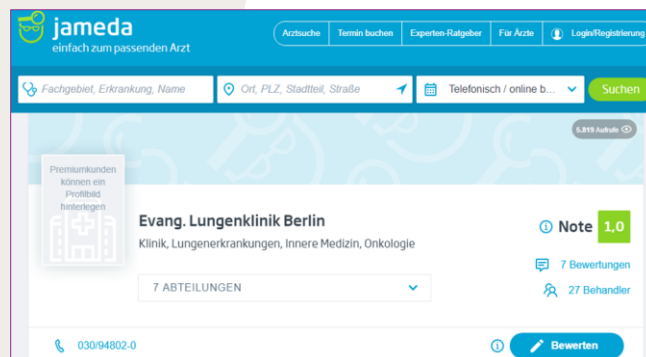 jameda
einfach zum passenden Arzt
Arztsuche Termin buchen Experten-Ratgeber Für Ärzte Login/Registrierung
Fachgebiet, Erkrankung, Name Ort, PLZ, Stadtteil, Straße Telefonisch / online b... Suchen
5.819 Aufrufe
Premiumkunden
können ein
Profilbild
hinterlegen
Evang. Lungenklinik Berlin
Klinik, Lungenerkrankungen, Innere Medizin, Onkologie
Note 1,0
7 Bewertungen
27 Behandler
7 ABTEILUNGEN
030/94802-0
Bewerten